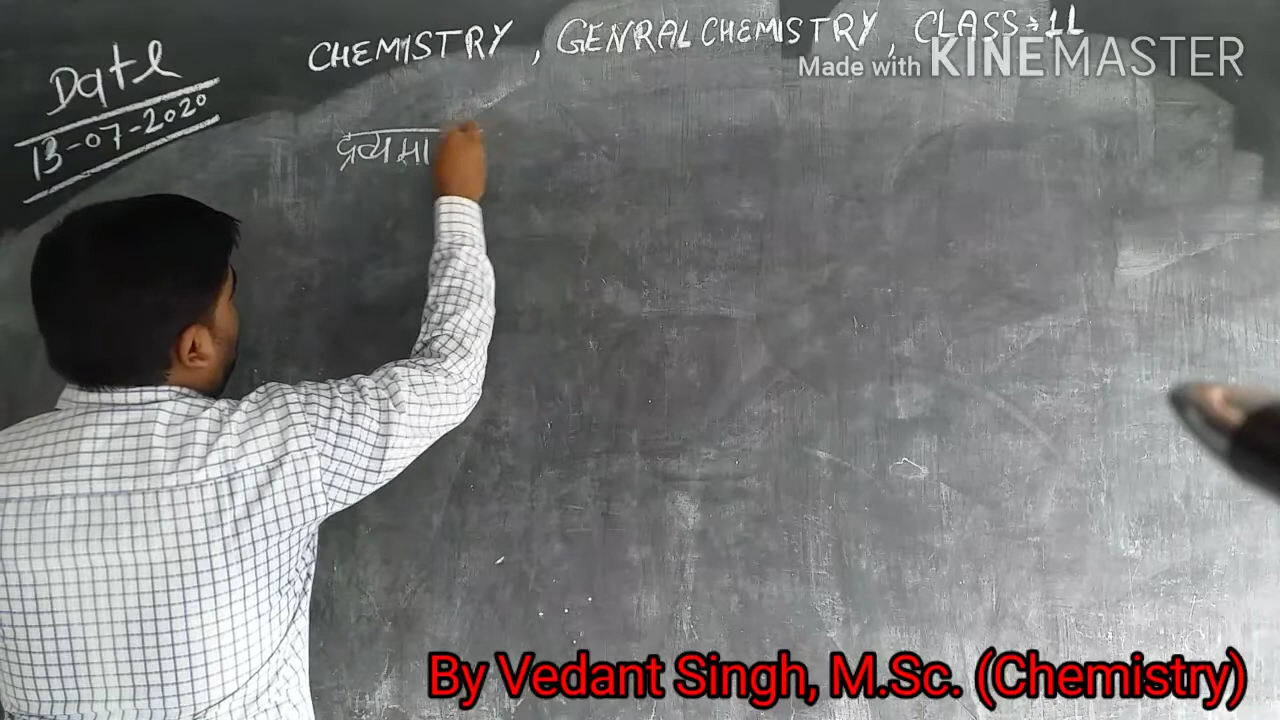 CHEMISTRY, GENRAL CHEMISTRY, CLASS→11
Made with KINEMASTER
Date
13-07-2020
द्रव्यमा
By Vedant Singh, M.Sc. (Chemistry)